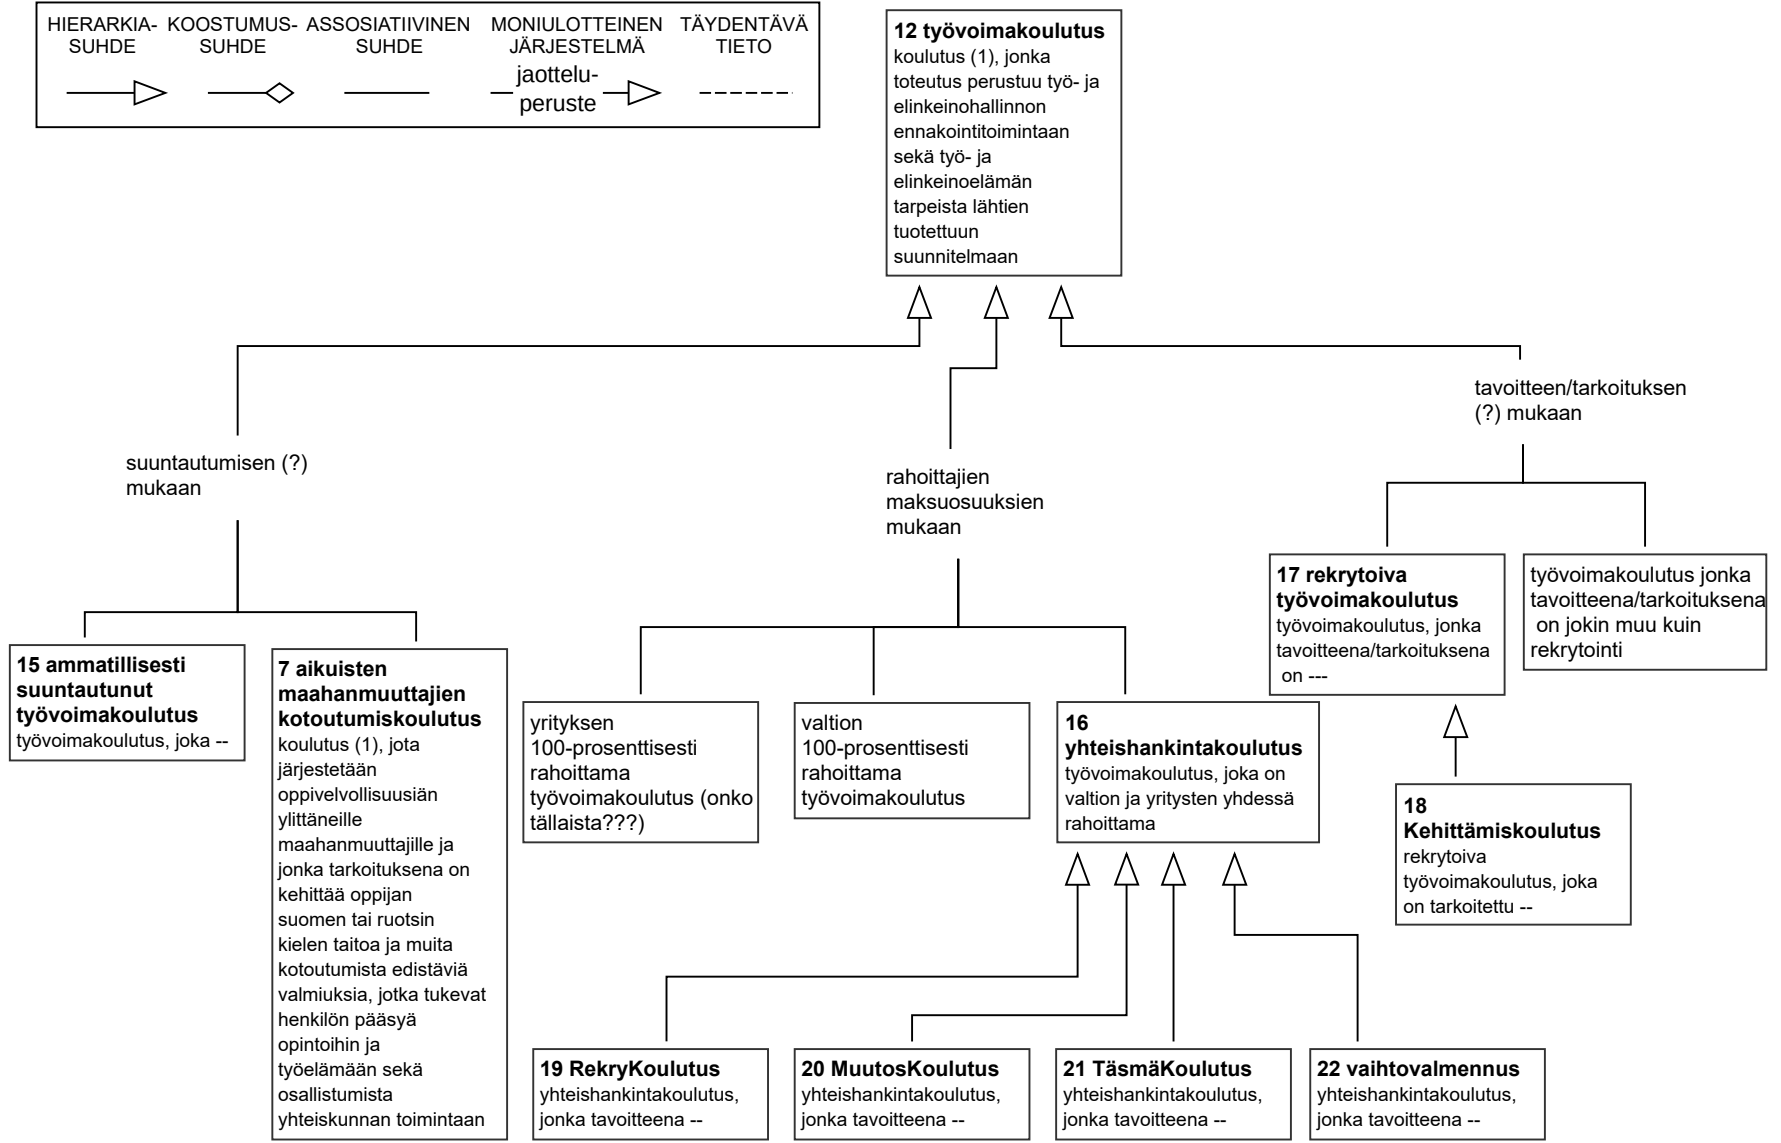 HIERARKIA-
SUHDE
KOOSTUMUS-
SUHDE
ASSOSIATIIVINEN
SUHDE
MONIULOTTEINEN
JÄRJESTELMÄ
TÄYDENTÄVÄ
TIETO
jaottelu-
peruste
12 työvoimakoulutus
koulutus (1), jonka
toteutus perustuu työ- ja
elinkeinohallinnon
ennakointitoimintaan
sekä työ- ja
elinkeinoelämän
tarpeista lähtien
tuotettuun
suunnitelmaan
suuntautumisen (?)
mukaan
rahoittajien
maksuosuuksien
mukaan
tavoitteen/tarkoituksen
(?) mukaan
15 ammatillisesti
suuntautunut
työvoimakoulutus
työvoimakoulutus, joka --
7 aikuisten
maahanmuuttajien
kotoutumiskoulutus
koulutus (1), jota
järjestetään
oppivelvollisuusiän
ylittäneille
maahanmuuttajille ja
jonka tarkoituksena on
kehittää oppijan
suomen tai ruotsin
kielen taitoa ja muita
kotoutumista edistäviä
valmiuksia, jotka tukevat
henkilön pääsyä
opintoihin ja
työelämään sekä
osallistumista
yhteiskunnan toimintaan
yrityksen
100-prosenttisesti
rahoittama
työvoimakoulutus (onko
tällaista???)
valtion
100-prosenttisesti
rahoittama
työvoimakoulutus
16
yhteishankintakoulutus
työvoimakoulutus, joka on
valtion ja yritysten yhdessä
rahoittama
17 rekrytoiva
työvoimakoulutus
työvoimakoulutus, jonka
tavoitteena/tarkoituksena
on ---
työvoimakoulutus jonka
tavoitteena/tarkoituksena
on jokin muu kuin
rekrytointi
18
Kehittämiskoulutus
rekrytoiva
työvoimakoulutus, joka
on tarkoitettu --
19 RekryKoulutus
yhteishankintakoulutus,
jonka tavoitteena --
20 MuutosKoulutus
yhteishankintakoulutus,
jonka tavoitteena --
21 TäsmäKoulutus
yhteishankintakoulutus,
jonka tavoitteena --
22 vaihtovalmennus
yhteishankintakoulutus,
jonka tavoitteena --